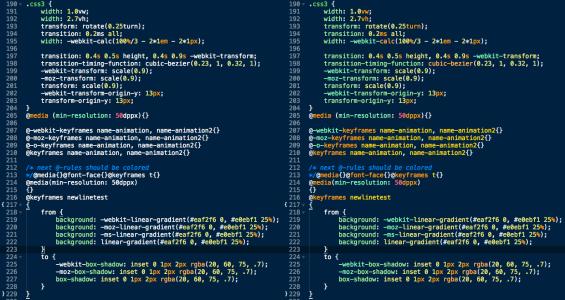 190 .css3 {
191 width: 1.0vw;
192 width: 2.7vh;
193 transform: rotate(0.25turn);
194 transition: 0.2ms all;
195 width: -webkit-calc(100%/3 - 2*1em - 2*1px);
196
197 transition: 0.4s 0.5s height, 0.4s 0.9s -webkit-transform;
198 transition-timing-function: cubic-bezier(0.23, 1, 0.32, 1);
199 -webkit-transform: scale(0.9);
200 -moz-transform: scale(0.9);
201 transform: scale(0.9);
202 -webkit-transform-origin-y: 13px;
203 transform-origin-y: 13px;
204 }
205 @media (min-resolution: 50dppx){}
206
207 @-webkit-keyframes name-animation, name-animation2{}
208 @-moz-keyframes name-animation, name-animation2{}
209 @-o-keyframes name-animation, name-animation2{}
210 @keyframes name-animation, name-animation2{}
211
212 /* next @-rules should be colored
213 */@media{}@font-face{}@keyframes t{}
214 @media(min-resolution: 50dppx)
215 {}
216 @keyframes newlinetest
217 {
218 from {
219 background: -webkit-linear-gradient(#eaf2f6 0, #e0ebf1 25%);
220 background: -moz-linear-gradient(#eaf2f6 0, #e0ebf1 25%);
221 background: -ms-linear-gradient(#eaf2f6 0, #e0ebf1 25%);
222 background: linear-gradient(#eaf2f6 0, #e0ebf1 25%);
223 }
224 to {
225 -webkit-box-shadow: inset 0 1px 2px rgba(20, 60, 75, .7);
226 -moz-box-shadow: inset 0 1px 2px rgba(20, 60, 75, .7);
227 box-shadow: inset 0 1px 2px rgba(20, 60, 75, .7);
228 }
229 }
190 .css3 {
191 width: 1.0vw;
192 width: 2.7vh;
193 transform: rotate(0.25turn);
194 transition: 0.2ms all;
195 width: -webkit-calc(100%/3 - 2*1em - 2*1px);
196
197 transition: 0.4s 0.5s height, 0.4s 0.9s -webkit-transform;
198 transition-timing-function: cubic-bezier(0.23, 1, 0.32, 1);
199 -webkit-transform: scale(0.9);
200 -moz-transform: scale(0.9);
201 transform: scale(0.9);
202 -webkit-transform-origin-y: 13px;
203 transform-origin-y: 13px;
204 }
205 @media (min-resolution: 50dppx){}
206
207 @-webkit-keyframes name-animation, name-animation2{}
208 @-moz-keyframes name-animation, name-animation2{}
209 @-o-keyframes name-animation, name-animation2{}
210 @keyframes name-animation, name-animation2{}
211
212 /* next @-rules should be colored
213 */@media{}@font-face{}@keyframes t{}
214 @media(min-resolution: 50dppx)
215 {}
216 @keyframes newlinetest
217 {
218 from {
219 background: -webkit-linear-gradient(#eaf2f6 0, #e0ebf1 25%);
220 background: -moz-linear-gradient(#eaf2f6 0, #e0ebf1 25%);
221 background: -ms-linear-gradient(#eaf2f6 0, #e0ebf1 25%);
222 background: linear-gradient(#eaf2f6 0, #e0ebf1 25%);
223 }
224 to {
225 -webkit-box-shadow: inset 0 1px 2px rgba(20, 60, 75, .7);
226 -moz-box-shadow: inset 0 1px 2px rgba(20, 60, 75, .7);
227 box-shadow: inset 0 1px 2px rgba(20, 60, 75, .7);
228 }
229 }